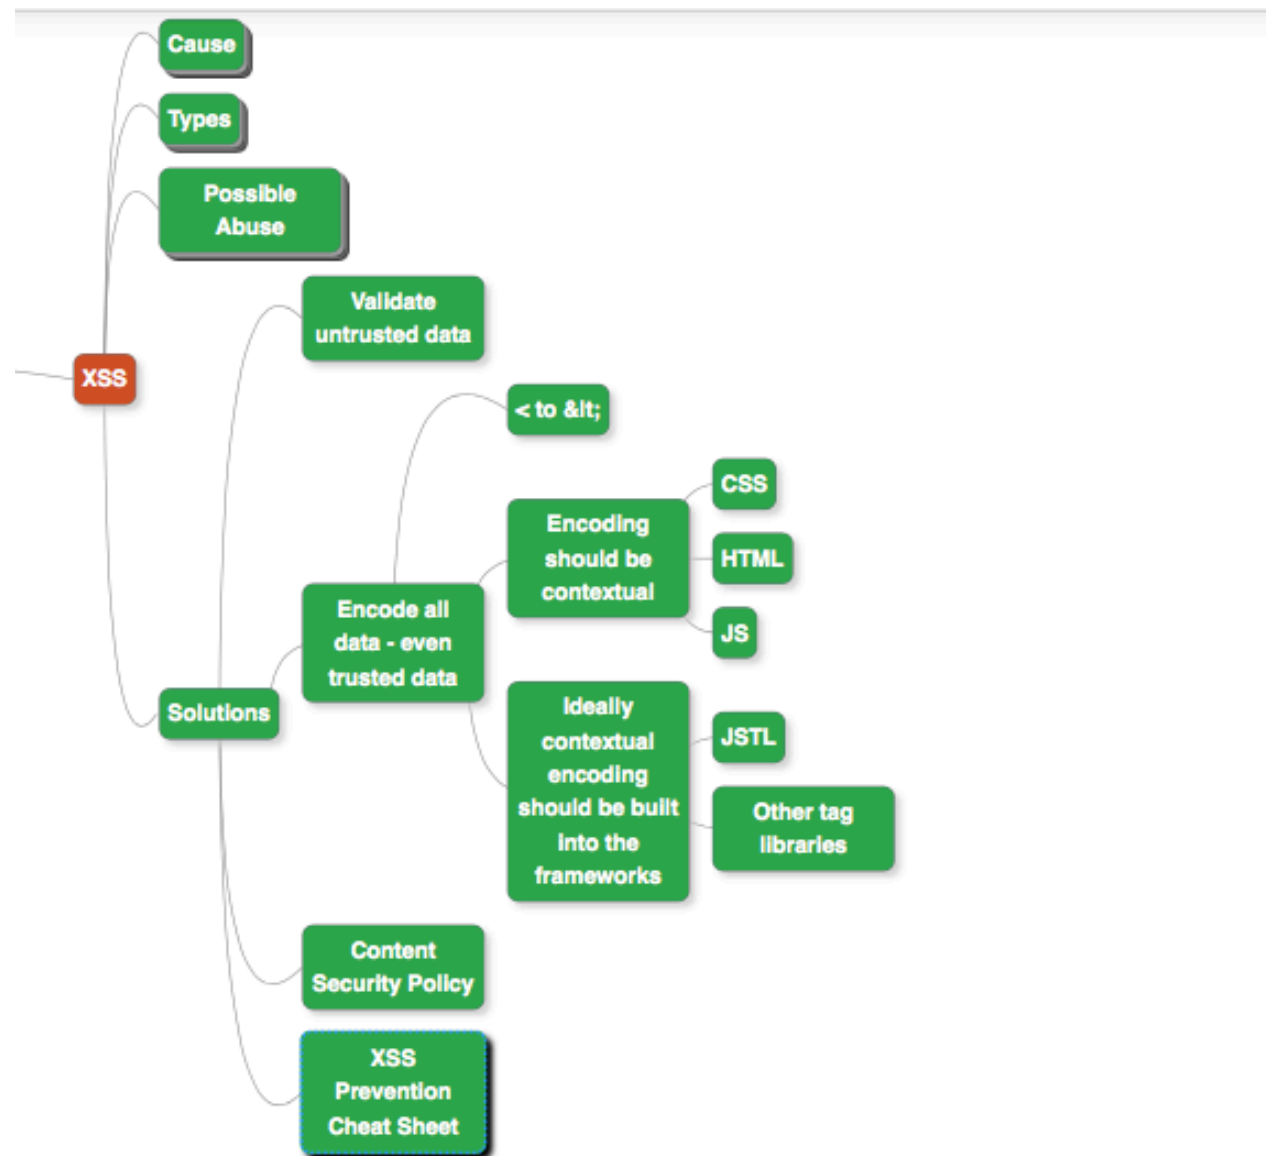 Cause
Types
Possible
Abuse
Validate
untrusted data
XSS
< to &lt;
CSS
Encoding
should be
contextual
HTML
JS
Encode all
data - even
trusted data
Solutions
Ideally
contextual
encoding
should be built
into the
frameworks
JSTL
Other tag
libraries
Content
Security Policy
XSS
Prevention
Cheat Sheet